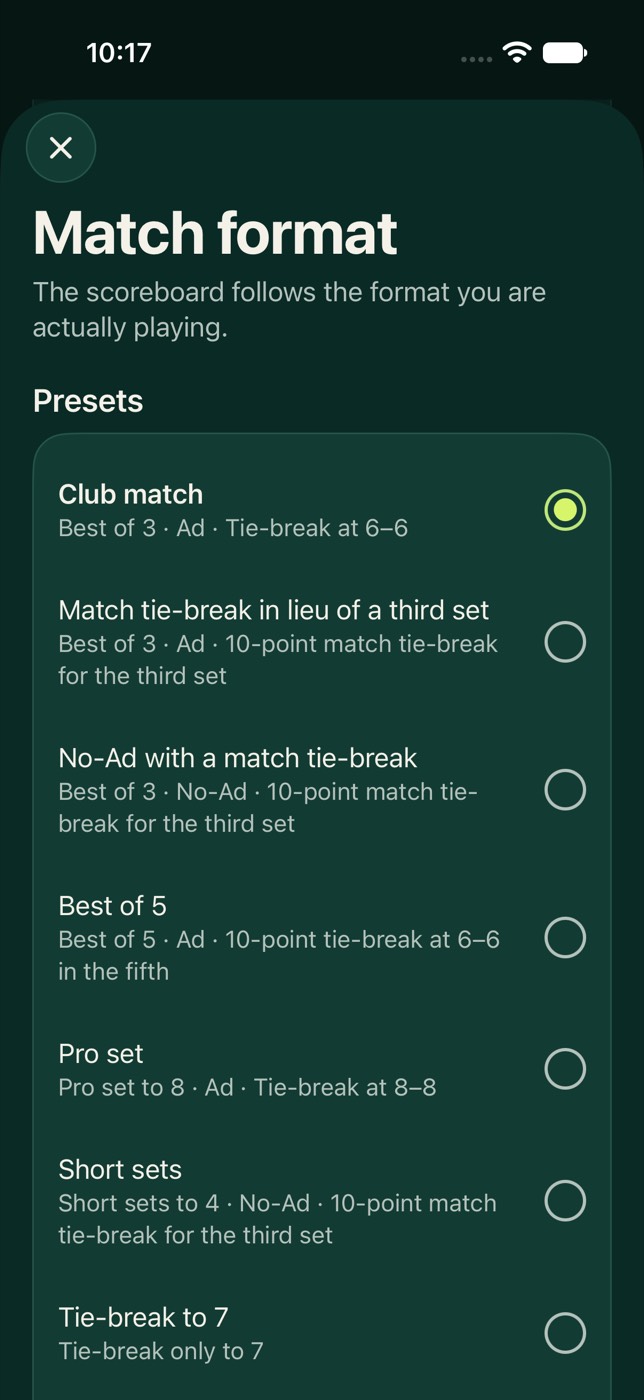 10:17
Match format
The scoreboard follows the format you are
actually playing.
Presets
Club match
Best of 3 · Ad · Tie-break at 6–6
Match tie-break in lieu of a third set
Best of 3 · Ad · 10-point match tie-break
for the third set
No-Ad with a match tie-break
Best of 3 · No-Ad · 10-point match tie-
break for the third set
Best of 5
Best of 5 · Ad · 10-point tie-break at 6–6
in the fifth
Pro set
Pro set to 8 · Ad · Tie-break at 8–8
Short sets
Short sets to 4 · No-Ad · 10-point match
tie-break for the third set
Tie-break to 7
Tie-break only to 7